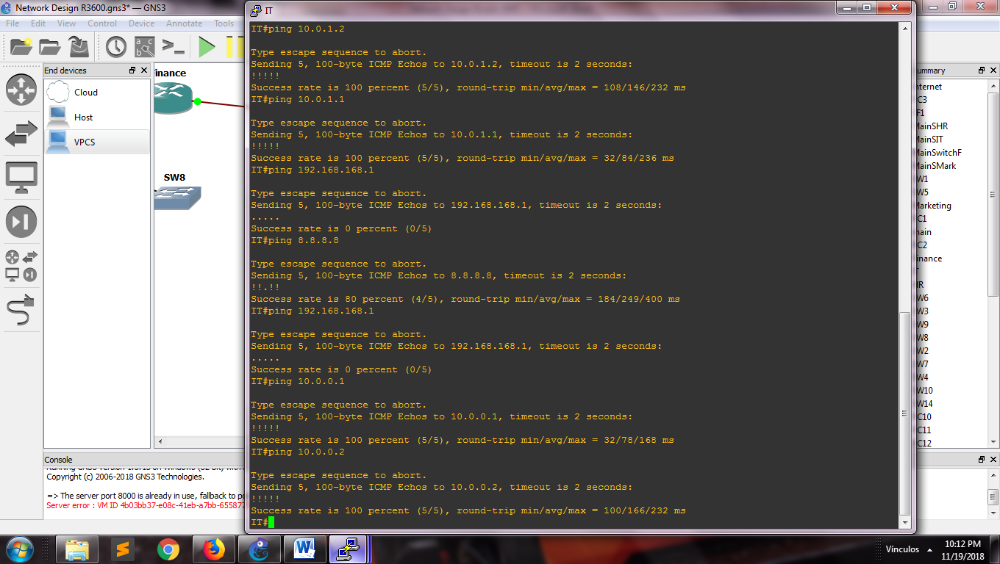 Network Design R3600.gns3* — GNS3
File Edit View Control Device Annotate Tools
End devices
Cloud
Host
VPCS
inance
SW8
IT
IT#ping 10.0.1.2
Type escape sequence to abort.
Sending 5, 100-byte ICMP Echos to 10.0.1.2, timeout is 2 seconds:
!!!!!
Success rate is 100 percent (5/5), round-trip min/avg/max = 108/146/232 ms
IT#ping 10.0.1.1
Type escape sequence to abort.
Sending 5, 100-byte ICMP Echos to 10.0.1.1, timeout is 2 seconds:
!!!!!
Success rate is 100 percent (5/5), round-trip min/avg/max = 32/84/236 ms
IT#ping 192.168.168.1
Type escape sequence to abort.
Sending 5, 100-byte ICMP Echos to 192.168.168.1, timeout is 2 seconds:
.....
Success rate is 0 percent (0/5)
IT#ping 8.8.8.8
Type escape sequence to abort.
Sending 5, 100-byte ICMP Echos to 8.8.8.8, timeout is 2 seconds:
!!.!!
Success rate is 80 percent (4/5), round-trip min/avg/max = 184/249/400 ms
IT#ping 192.168.168.1
Type escape sequence to abort.
Sending 5, 100-byte ICMP Echos to 192.168.168.1, timeout is 2 seconds:
.....
Success rate is 0 percent (0/5)
IT#ping 10.0.0.1
Type escape sequence to abort.
Sending 5, 100-byte ICMP Echos to 10.0.0.1, timeout is 2 seconds:
!!!!!
Success rate is 100 percent (5/5), round-trip min/avg/max = 32/78/168 ms
IT#ping 10.0.0.2
Type escape sequence to abort.
Sending 5, 100-byte ICMP Echos to 10.0.0.2, timeout is 2 seconds:
!!!!!
Success rate is 100 percent (5/5), round-trip min/avg/max = 100/166/232 ms
IT#
ummary
nternet
C3
F1
MainSHR
MainSIT
MainSwitchF
MainSMark
W1
W5
Marketing
C1
main
C2
inance
HR
W6
W3
W9
W8
W2
W7
W4
W10
W14
C10
C11
C12
Console
Copyright (c) 2006-2018 GNS3 Technologies.
=> The server port 8000 is already in use, fallback to po
Server error : VM ID 4b03bb37-e08c-41eb-a7bb-655877
Vínculos
10:12 PM
11/19/2018